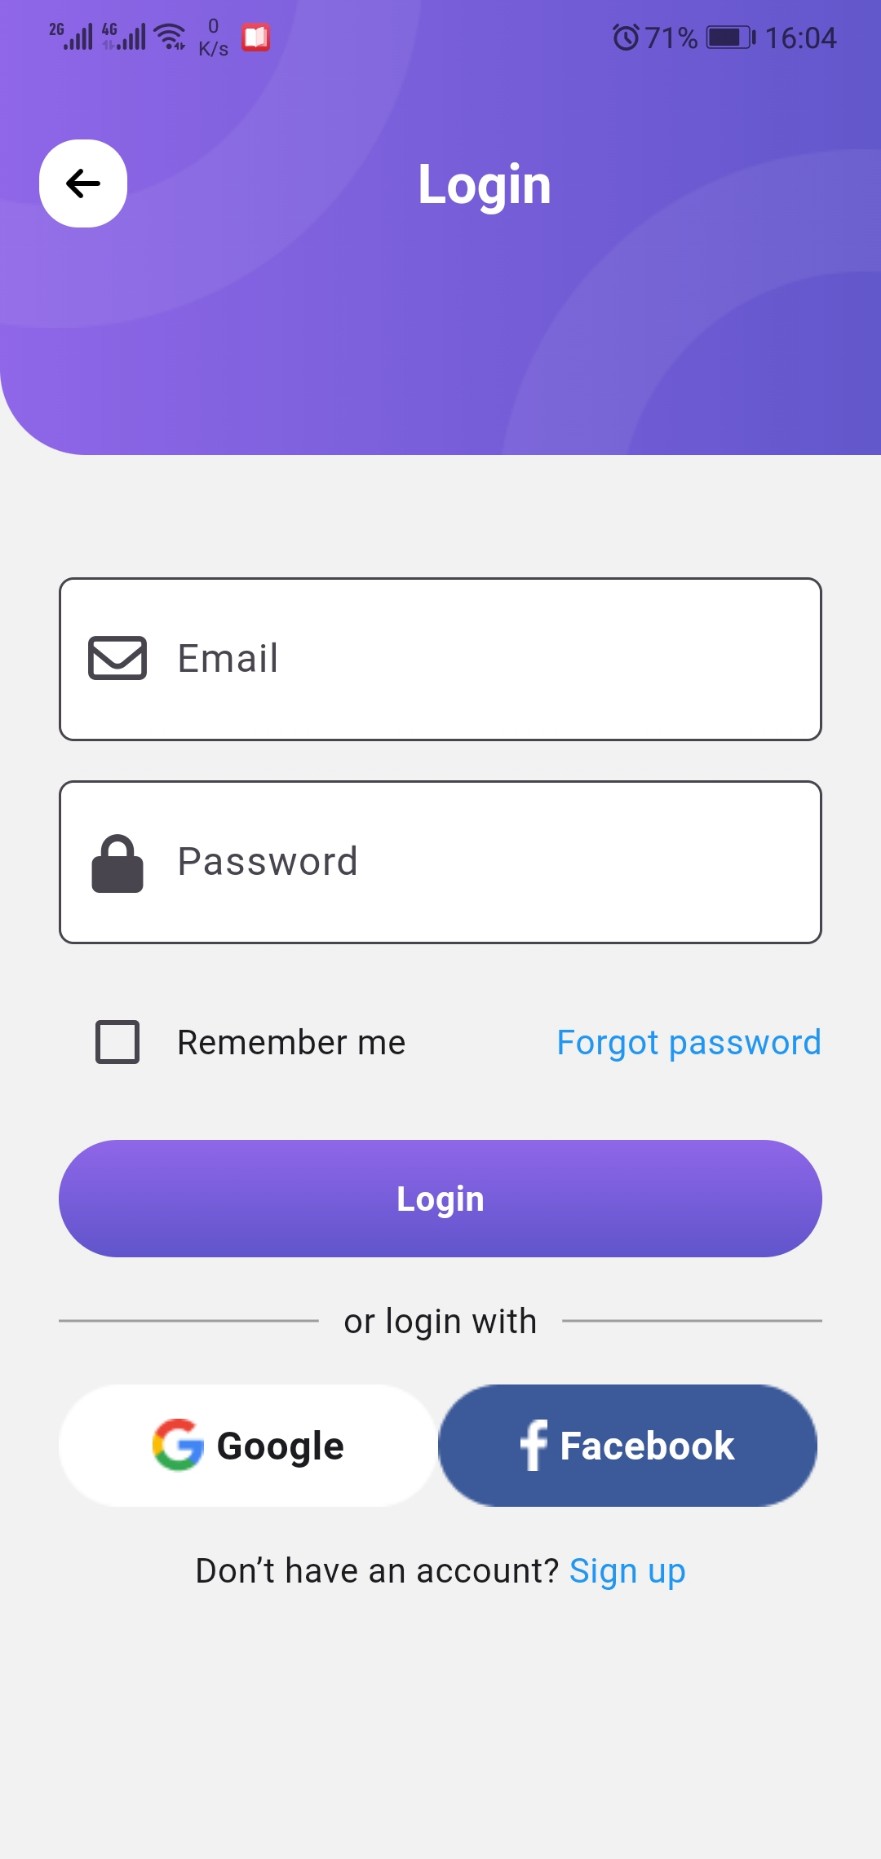 2G 4G 0 K/s 71% 16:04
Login
Email
Password
Remember me Forgot password
Login
or login with
Google Facebook
Don’t have an account? Sign up